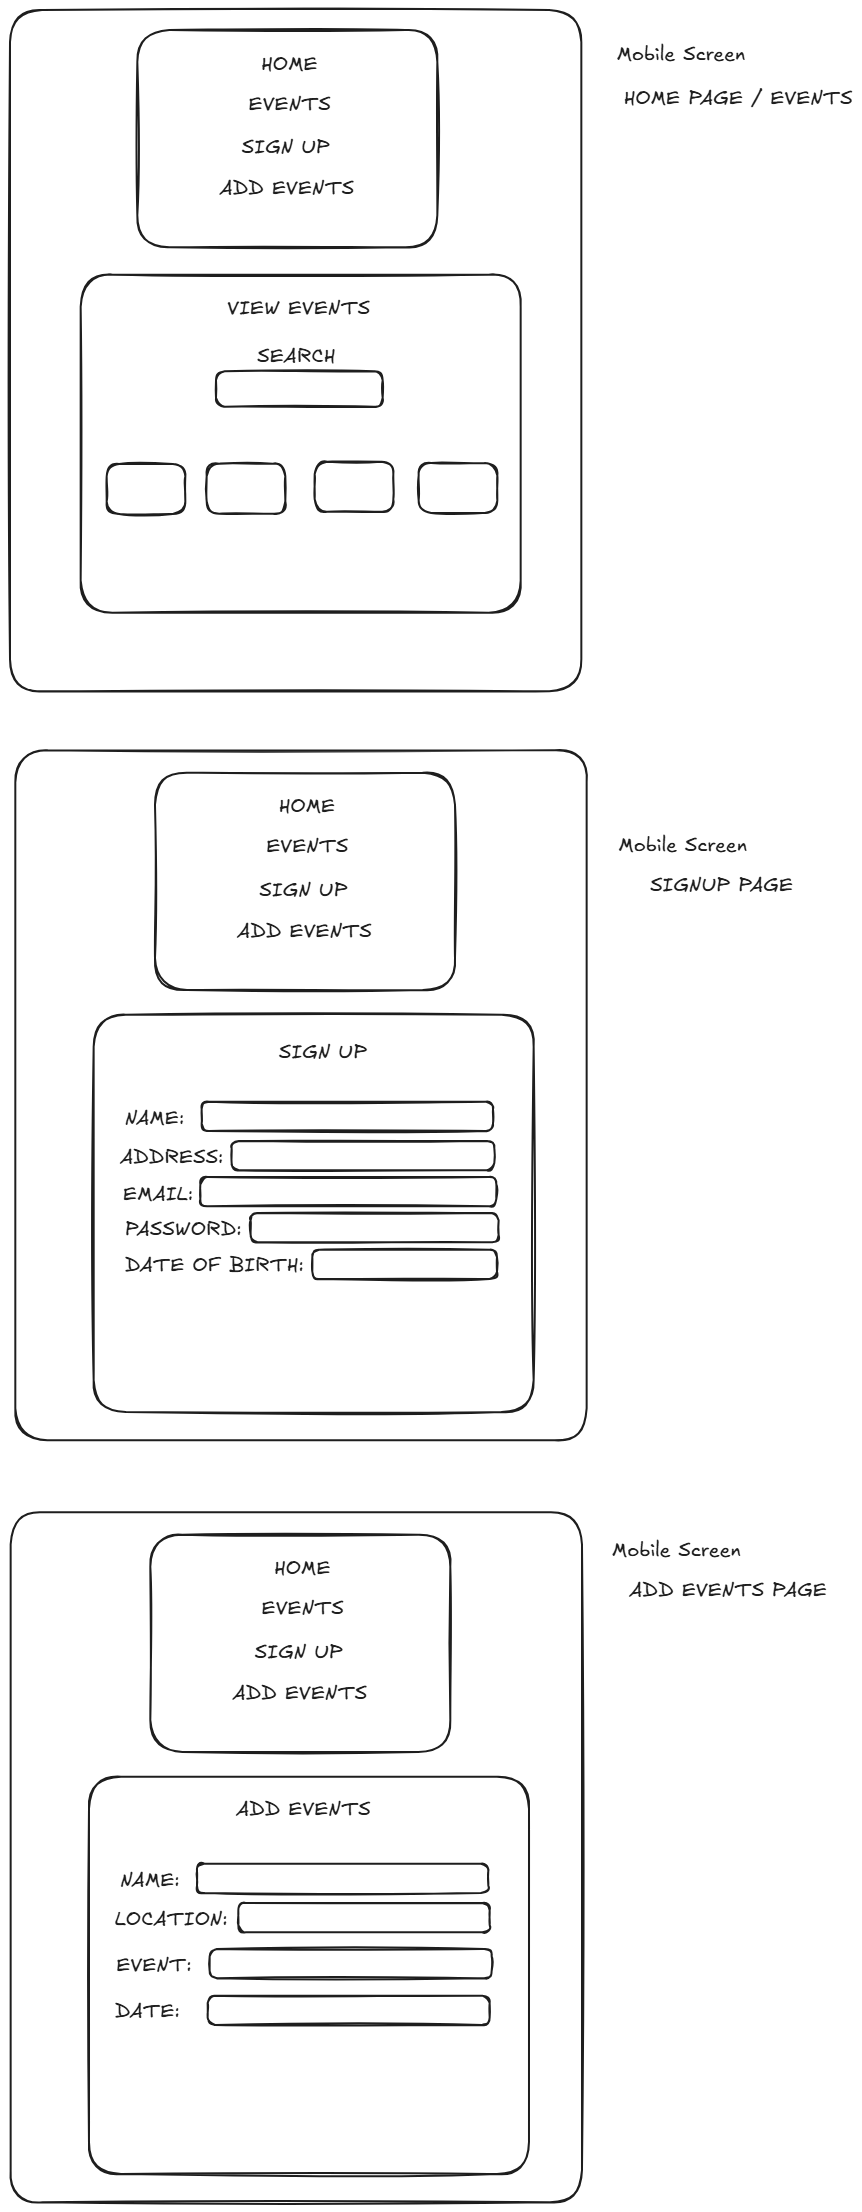 HOME
EVENTS
SIGN UP
ADD EVENTS
Mobile Screen
HOME PAGE / EVENTS
VIEW EVENTS
SEARCH
HOME
EVENTS
SIGN UP
ADD EVENTS
Mobile Screen
SIGNUP PAGE
SIGN UP
NAME:
ADDRESS:
EMAIL:
PASSWORD:
DATE OF BIRTH:
HOME
EVENTS
SIGN UP
ADD EVENTS
Mobile Screen
ADD EVENTS PAGE
ADD EVENTS
NAME:
LOCATION:
EVENT:
DATE: